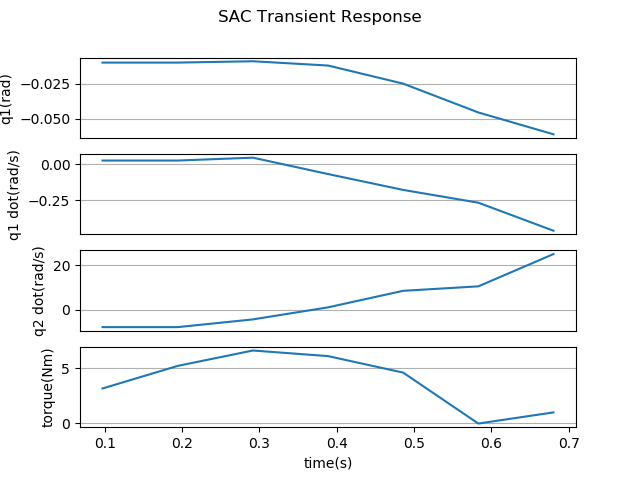 SAC Transient Response
q1(rad)
−0.025
−0.050
q1 dot(rad/s)
0.00
−0.25
q2 dot(rad/s)
20
0
torque(Nm)
5
0
0.1 0.2 0.3 0.4 0.5 0.6 0.7
time(s)